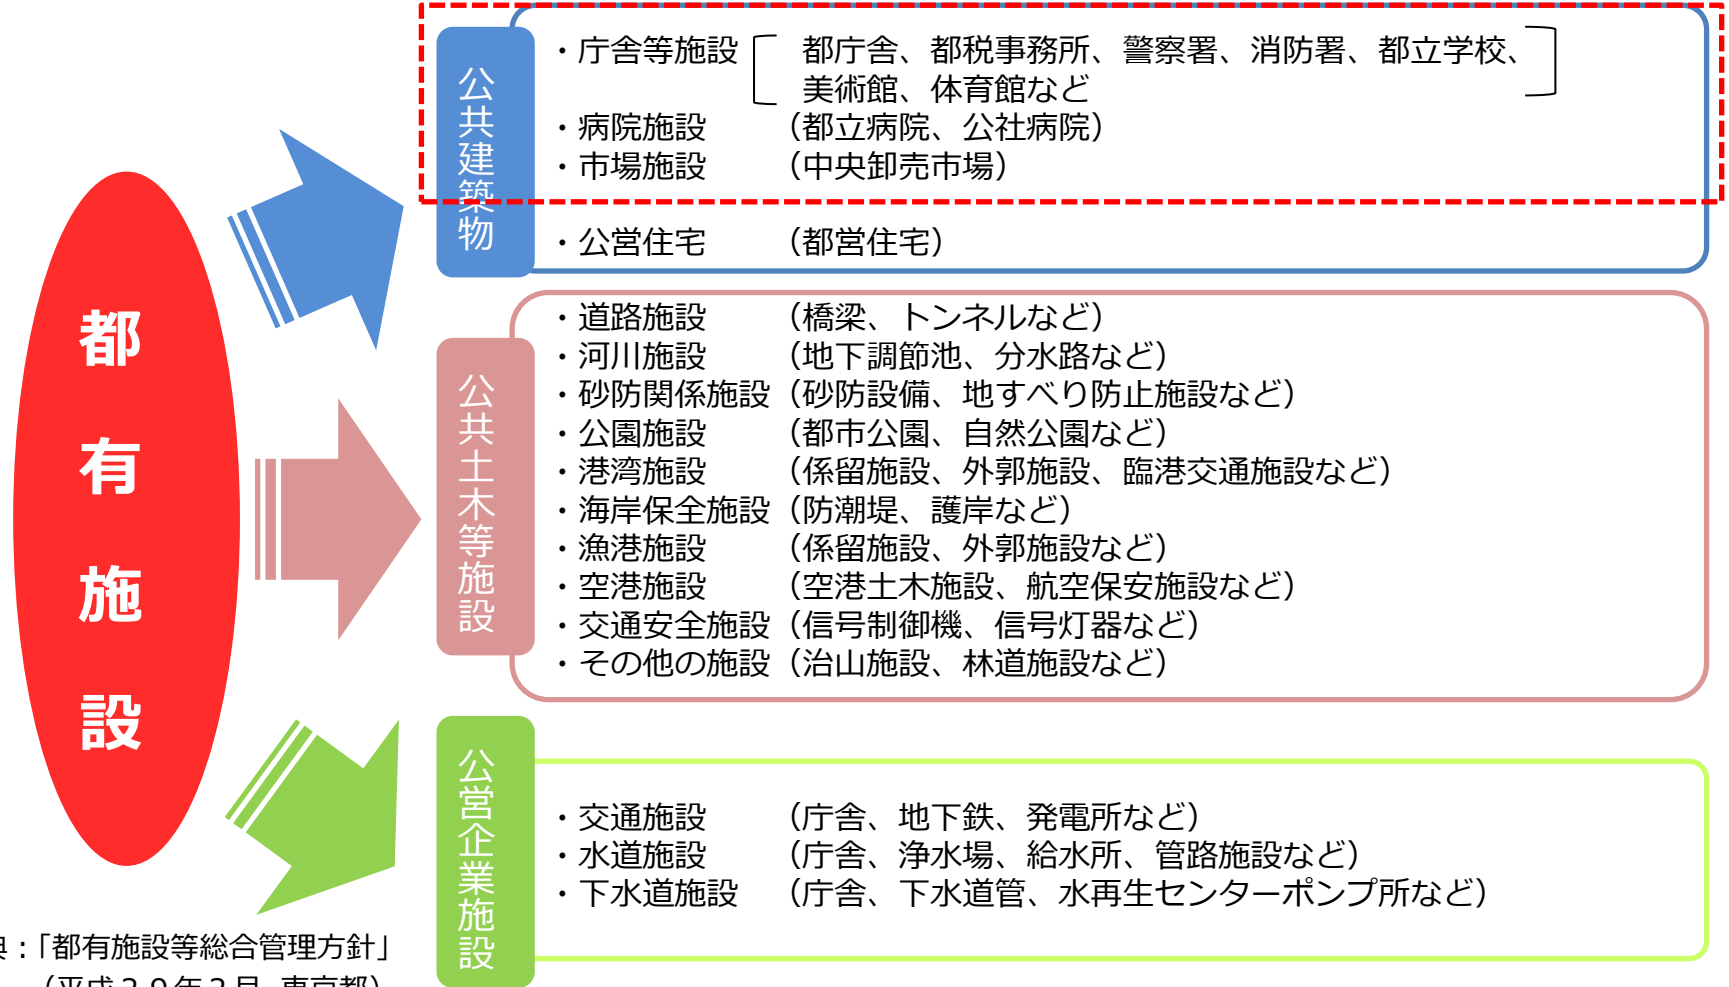 都有施設
公共建築物
・庁舎等施設　都庁舎、都税事務所、警察署、消防署、都立学校、
美術館、体育館など
・病院施設　（都立病院、公社病院）
・市場施設　（中央卸売市場）
・公営住宅　（都営住宅）
公共土木等施設
・道路施設　（橋梁、トンネルなど）
・河川施設　（地下調節池、分水路など）
・砂防関係施設（砂防設備、地すべり防止施設など）
・公園施設　（都市公園、自然公園など）
・港湾施設　（係留施設、外郭施設、臨港交通施設など）
・海岸保全施設（防潮堤、護岸など）
・漁港施設　（係留施設、外郭施設など）
・空港施設　（空港土木施設、航空保安施設など）
・交通安全施設（信号制御機、信号灯器など）
・その他の施設（治山施設、林道施設など）
公営企業施設
・交通施設　（庁舎、地下鉄、発電所など）
・水道施設　（庁舎、浄水場、給水所、管路施設など）
・下水道施設　（庁舎、下水道管、水再生センターポンプ所など）
典：「都有施設等総合管理方針」
（平成２９年３月 東京都）